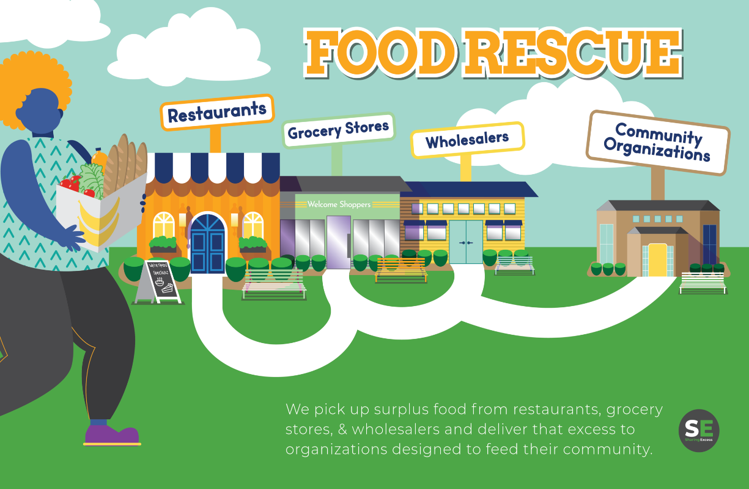 FOOD RESCUE
Restaurants
Grocery Stores
Wholesalers
Community
Organizations
Welcome Shoppers
We pick up surplus food from restaurants, grocery
stores, & wholesalers and deliver that excess to
organizations designed to feed their community.
SE
SharingExcess